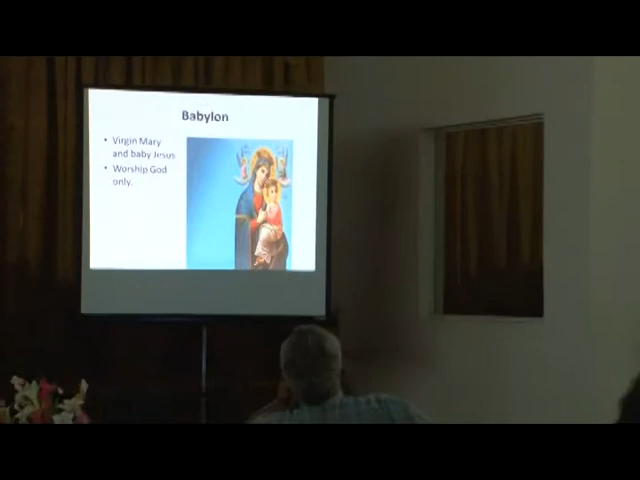 Babylon
• Virgin Mary
and baby Jesus
• Worship God
only.